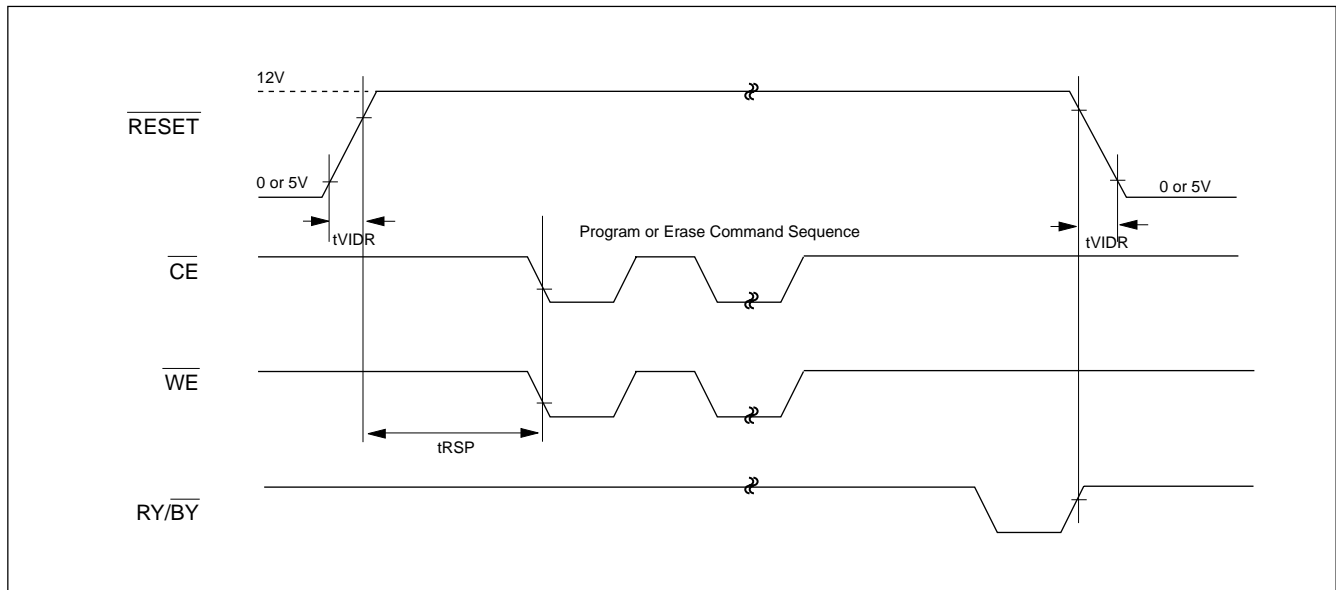 12V
RESET
0 or 5V
0 or 5V
tVIDR
Program or Erase Command Sequence
tVIDR
CE
WE
tRSP
RY/BY